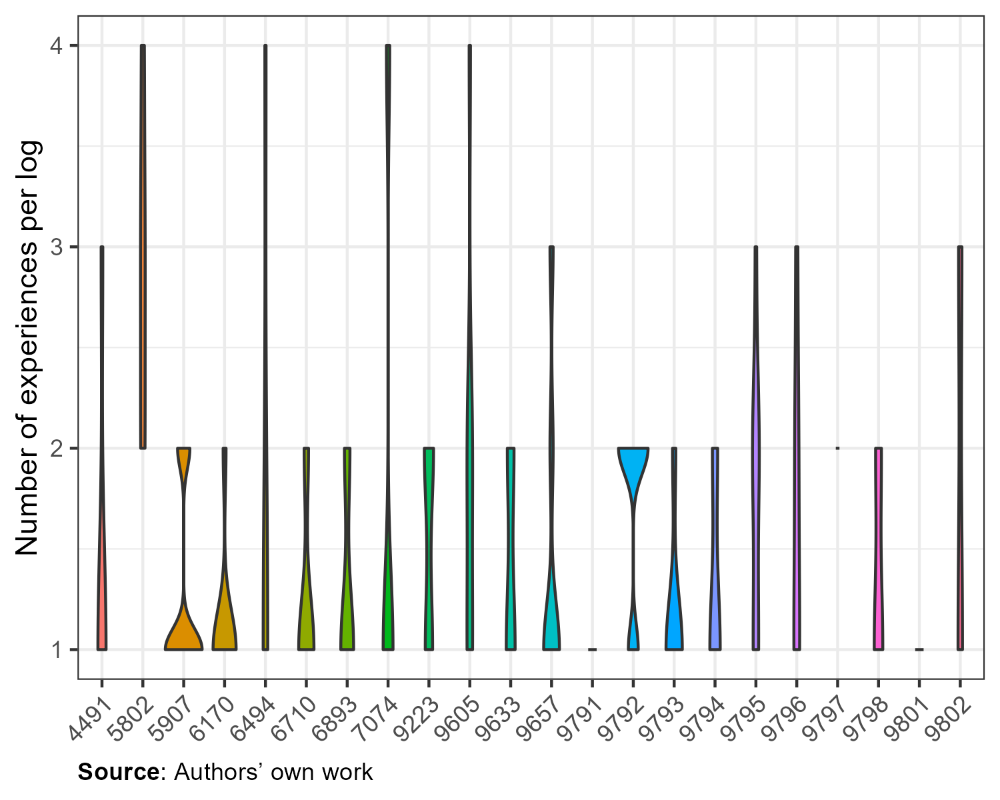 Number of experiences per log
4
3
2
1
4491 5802 5907 6170 6494 6710 6893 7074 9223 9605 9633 9657 9791 9792 9793 9794 9795 9796 9797 9798 9801 9802
Source: Authors’ own work